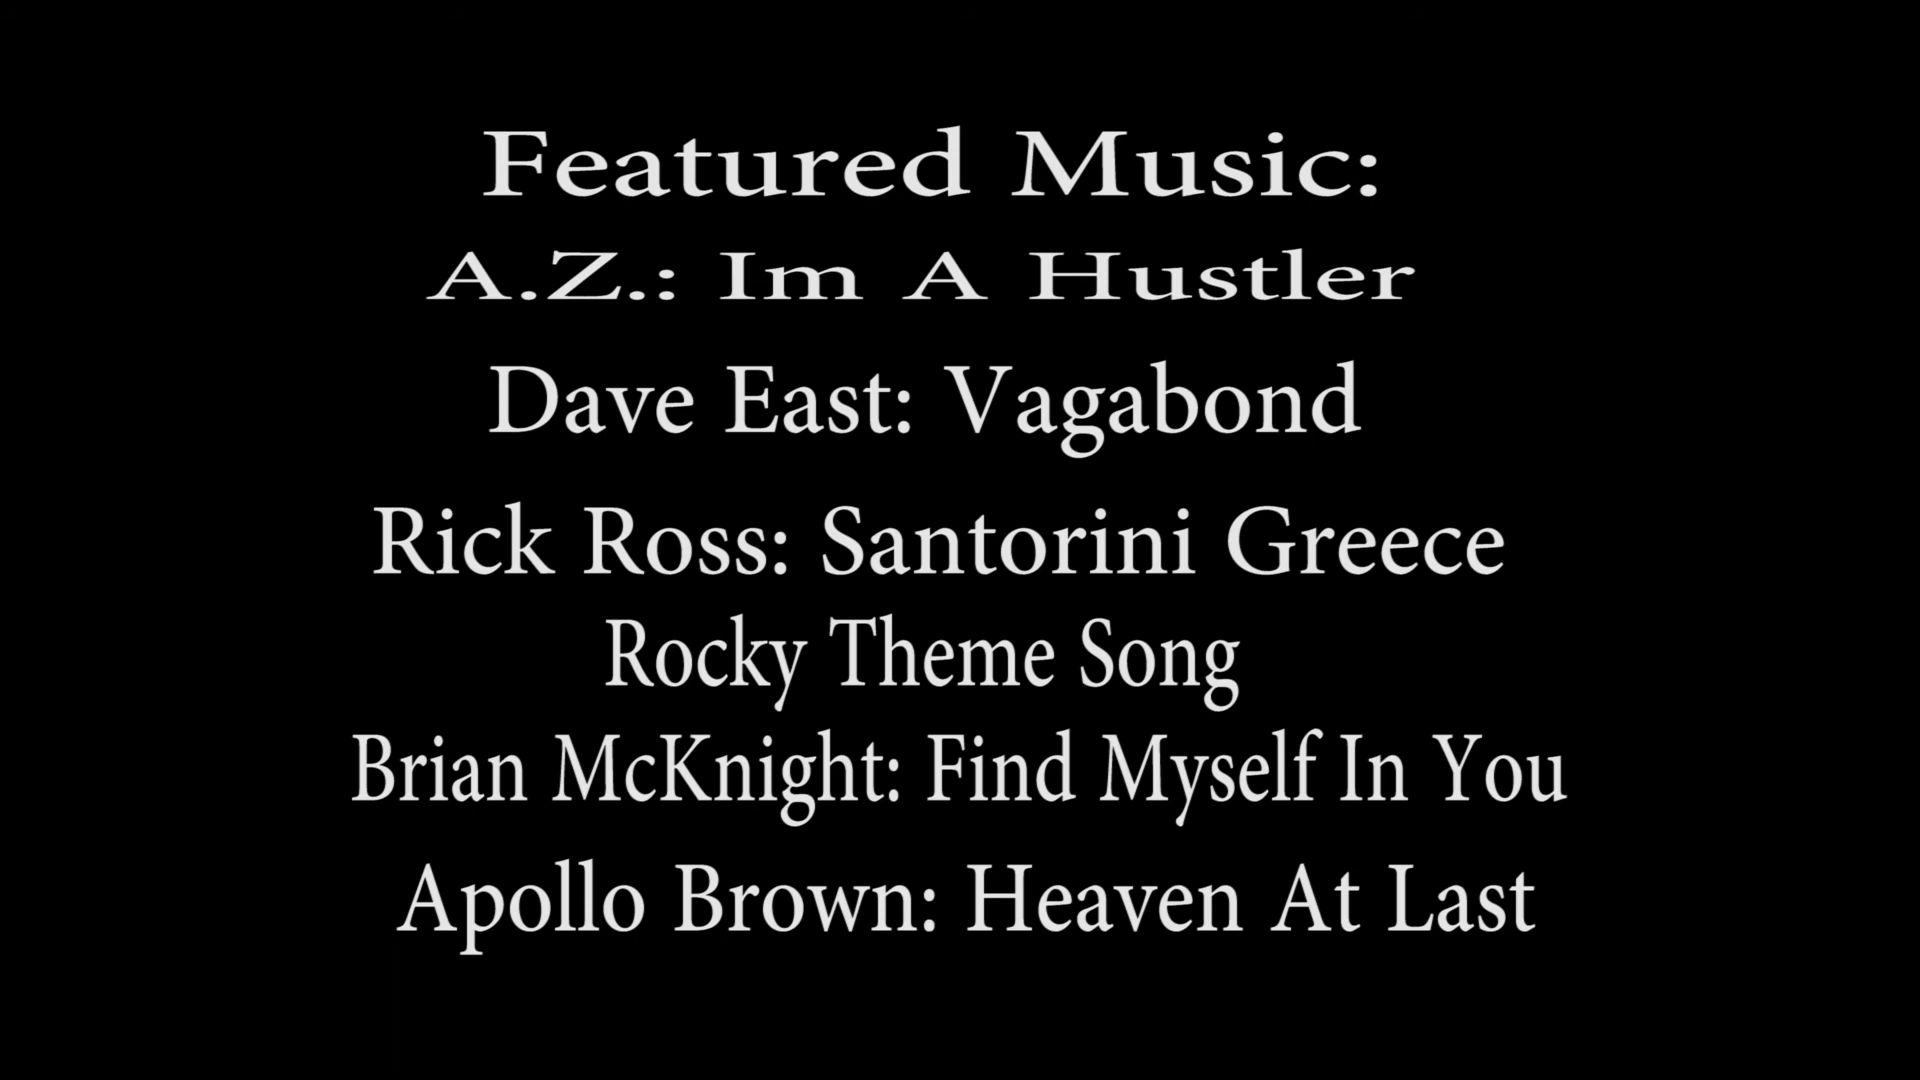 Featured Music:
A.Z.: Im A Hustler
Dave East: Vagabond
Rick Ross: Santorini Greece
Rocky Theme Song
Brian McKnight: Find Myself In You
Apollo Brown: Heaven At Last